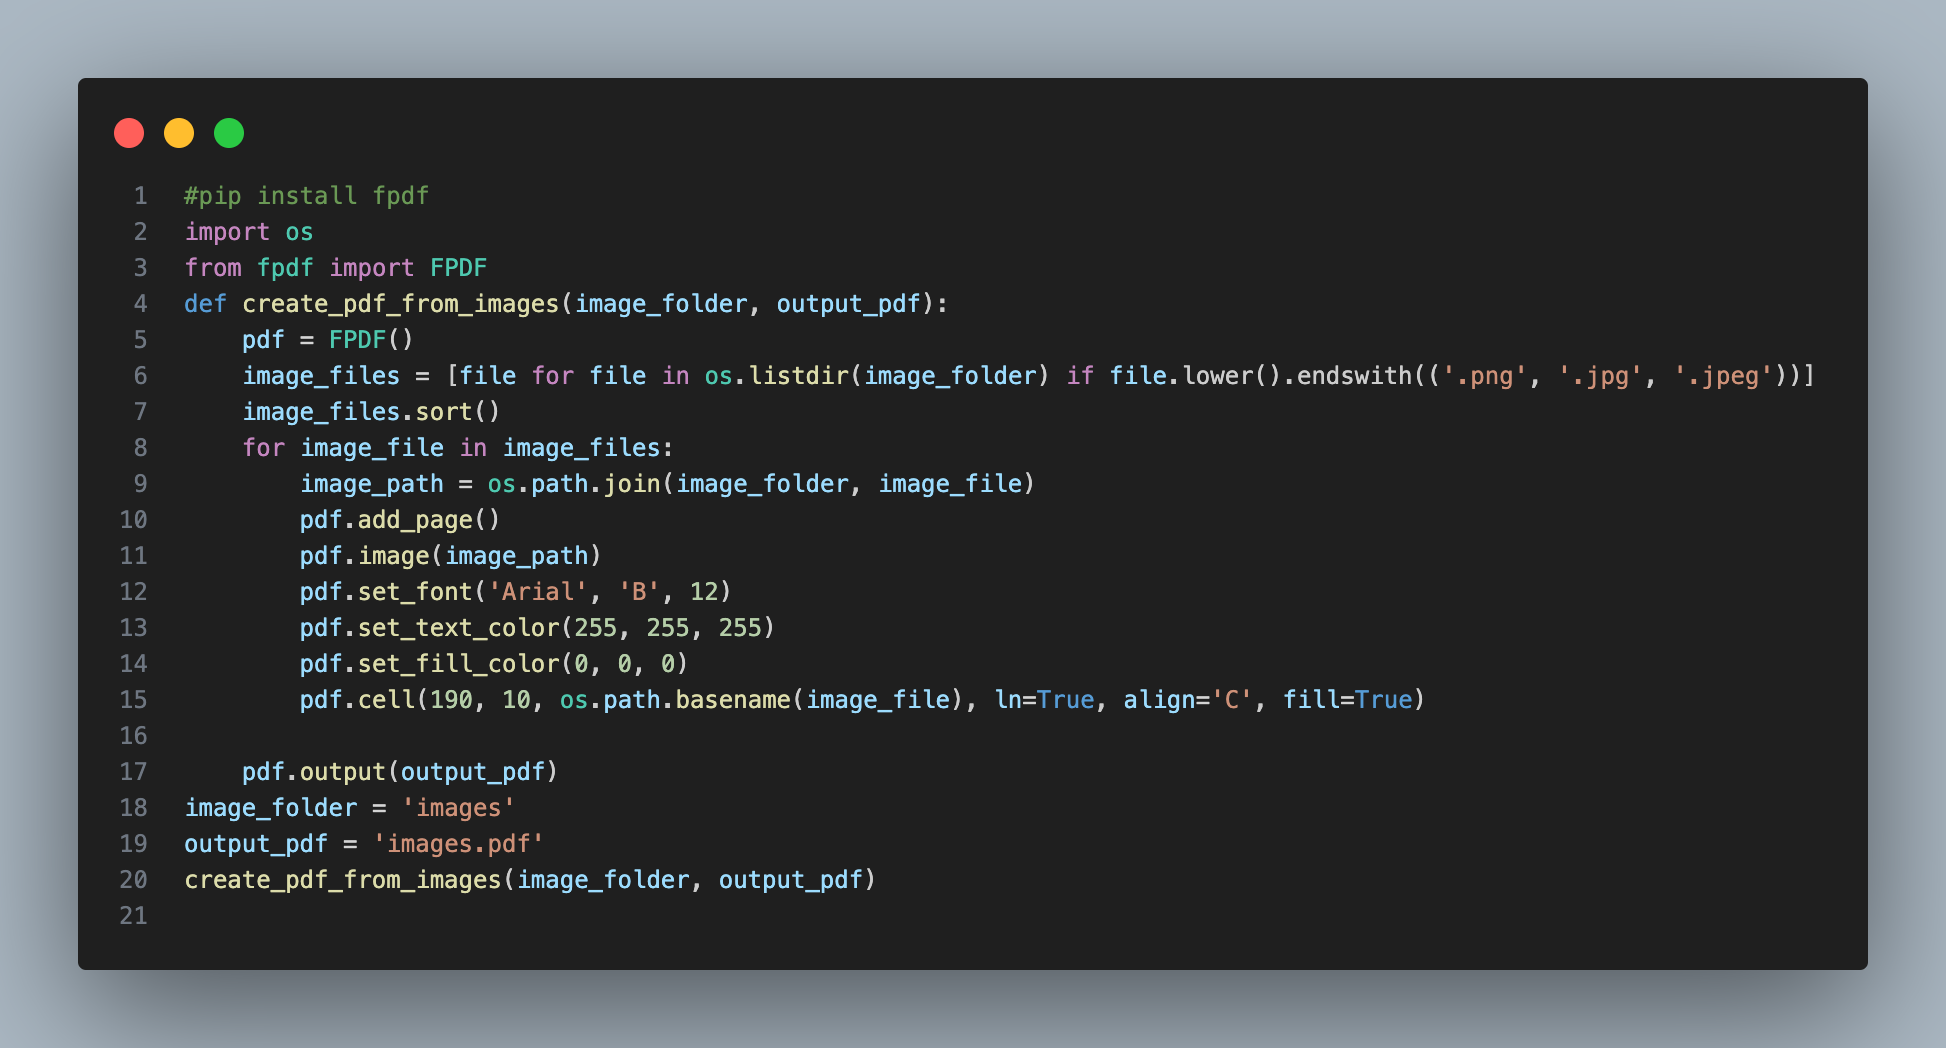 1 #pip install fpdf
2 import os
3 from fpdf import FPDF
4 def create_pdf_from_images(image_folder, output_pdf):
5     pdf = FPDF()
6     image_files = [file for file in os.listdir(image_folder) if file.lower().endswith(('.png', '.jpg', '.jpeg'))]
7     image_files.sort()
8     for image_file in image_files:
9         image_path = os.path.join(image_folder, image_file)
10         pdf.add_page()
11         pdf.image(image_path)
12         pdf.set_font('Arial', 'B', 12)
13         pdf.set_text_color(255, 255, 255)
14         pdf.set_fill_color(0, 0, 0)
15         pdf.cell(190, 10, os.path.basename(image_file), ln=True, align='C', fill=True)
16
17     pdf.output(output_pdf)
18 image_folder = 'images'
19 output_pdf = 'images.pdf'
20 create_pdf_from_images(image_folder, output_pdf)
21